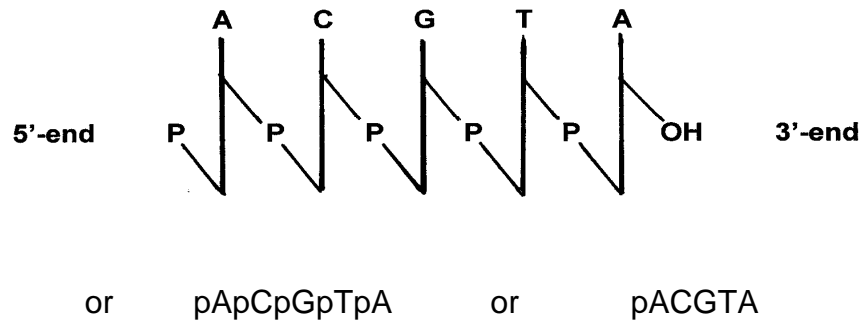 A C G T A
5'-end P P P P P OH 3'-end
or pApCpGpTpA or pACGTA